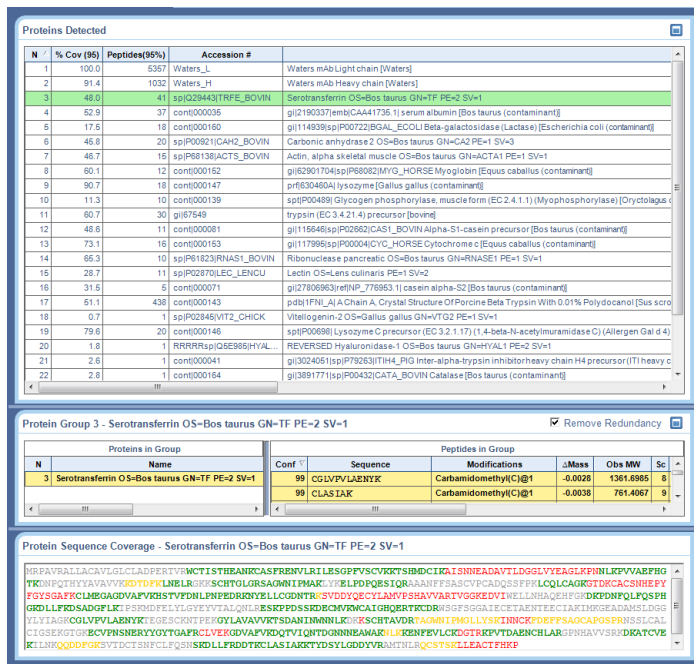 Proteins Detected
N % Cov (95) Peptides(95%) Accession #
1 100.0 5357 Waters_L Waters mAb Light chain [Waters]
2 91.4 1032 Waters_H Waters mAb Heavy chain [Waters]
3 48.0 41 sp|Q29443|TRFE_BOVIN Serotransferrin OS=Bos taurus GN=TF PE=2 SV=1
4 52.9 37 cont|000035 gi|2190337|emb|CAA41735.1| serum albumin [Bos taurus (contaminant)]
5 17.5 18 cont|000160 gi|114939|sp|P00722|BGAL_ECOLI Beta-galactosidase (Lactase) [Escherichia coli (contaminant)]
6 45.8 20 sp|P00921|CAH2_BOVIN Carbonic anhydrase 2 OS=Bos taurus GN=CA2 PE=1 SV=3
7 46.7 15 sp|P68138|ACTS_BOVIN Actin, alpha skeletal muscle OS=Bos taurus GN=ACTA1 PE=1 SV=1
8 60.1 12 cont|000152 gi|62901704|sp|P68082|MYG_HORSE Myoglobin [Equus caballus (contaminant)]
9 90.7 18 cont|000147 prf|630460A| lysozyme [Gallus gallus (contaminant)]
10 11.3 10 cont|000139 spt|P00489| Glycogen phosphorylase, muscle form (EC 2.4.1.1) (Myophosphorylase) [Oryctolagus c
11 60.7 30 gi|67549 trypsin (EC 3.4.21.4) precursor [bovine]
12 48.6 11 cont|000081 gi|115646|sp|P02662|CAS1_BOVIN Alpha-S1-casein precursor [Bos taurus (contaminant)]
13 73.1 16 cont|000153 gi|117995|sp|P00004|CYC_HORSE Cytochrome c [Equus caballus (contaminant)]
14 65.3 10 sp|P61823|RNAS1_BOVIN Ribonuclease pancreatic OS=Bos taurus GN=RNASE1 PE=1 SV=1
15 28.7 11 sp|P02870|LEC_LENCU Lectin OS=Lens culinaris PE=1 SV=2
16 31.5 5 cont|000071 gi|27806963|ref|NP_776953.1| casein alpha-S2 [Bos taurus (contaminant)]
17 51.1 438 cont|000143 pdb|1FNI_A| A Chain A, Crystal Structure Of Porcine Beta Trypsin With 0.01% Polydocanol [Sus scro
18 0.7 1 sp|P02845|VIT2_CHICK Vitellogenin-2 OS=Gallus gallus GN=VTG2 PE=1 SV=1
19 79.6 20 cont|000146 spt|P00698| Lysozyme C precursor (EC 3.2.1.17) (1,4-beta-N-acetylmuramidase C) (Allergen Gal d 4)
20 1.8 1 RRRRRsp|Q5E985|HYAL... REVERSED Hyaluronidase-1 OS=Bos taurus GN=HYAL1 PE=2 SV=1
21 2.6 1 cont|000041 gi|3024051|sp|P79263|ITIH4_PIG Inter-alpha-trypsin inhibitor heavy chain H4 precursor (ITI heavy c
22 2.8 1 cont|000164 gi|3891771|sp|P00432|CATA_BOVIN Catalase [Bos taurus (contaminant)]
Protein Group 3 - Serotransferrin OS=Bos taurus GN=TF PE=2 SV=1 Remove Redundancy
Proteins in Group Peptides in Group
N Name Conf Sequence Modifications ΔMass Obs MW Sc
3 Serotransferrin OS=Bos taurus GN=TF PE=2 SV=1 99 CGLVPVLAENYK Carbamidomethyl(C)@1 -0.0028 1361.6985 8
99 CLASIAK Carbamidomethyl(C)@1 -0.0038 761.4067 9
Protein Sequence Coverage - Serotransferrin OS=Bos taurus GN=TF PE=2 SV=1
MRPAVRALLACAVLGLCLADPERTVRWCTISTHEANKCASFRENVLRILESGPFVSCVKKTSHMDCIKAISNNEADAVTLDGGLVYEAGLKPNNLKPVVAEFHG
TKDNPQTHYYAVAVVKKDTDFKLNELRGKKSCHTGLGRSAGWNIPMAKLYKELPDPQESIQRAAANFFSASCVPCADQSSFPKLCQLCAGKGTDKCACSNHEPY
FGYSGAFKCLMEGAGDVAFVKHSTVFDNLPNPEDRKNYELLCGDNTRKSVDDYQECYLAMVPSHAVVARTVGGKEDVIWELLNHAQEHFGKDKPDNFQLFQSPH
GKDLLFKDSADGFLKIPSKMDFELYLGYEYVTALQNLRESKPPDSSKDECMVKWCAIGHQERTKCDRWSGFSGGAIECETAENTEECIAKIMKGEADAMSLDGG
YLYIAGKCGLVPVLAENYKTEGESCKNTPEKGYLAVAVVKTSDANINWNNLKDKKSCHTAVDRTAGWNIPMGLLYSKINNCKFDEFFSAGCAPGSPRNSSLCAL
CIGSEKGTGKECVPNSNERYYGYTGAFRCLVEKGDVAFVKDQTVIQNTDGNNNEAWAKNLKKENFEVLCKDGTRKPVTDAENCHLARGPNHAVVSRKDKATCVE
KILNKQQDDFGKSVTDCTSNFCLFQSNSKDLLFRDDTKCLASIAKKTYDSYLGDDYVRAMTNLRQCSTSKLLEACTFHKP